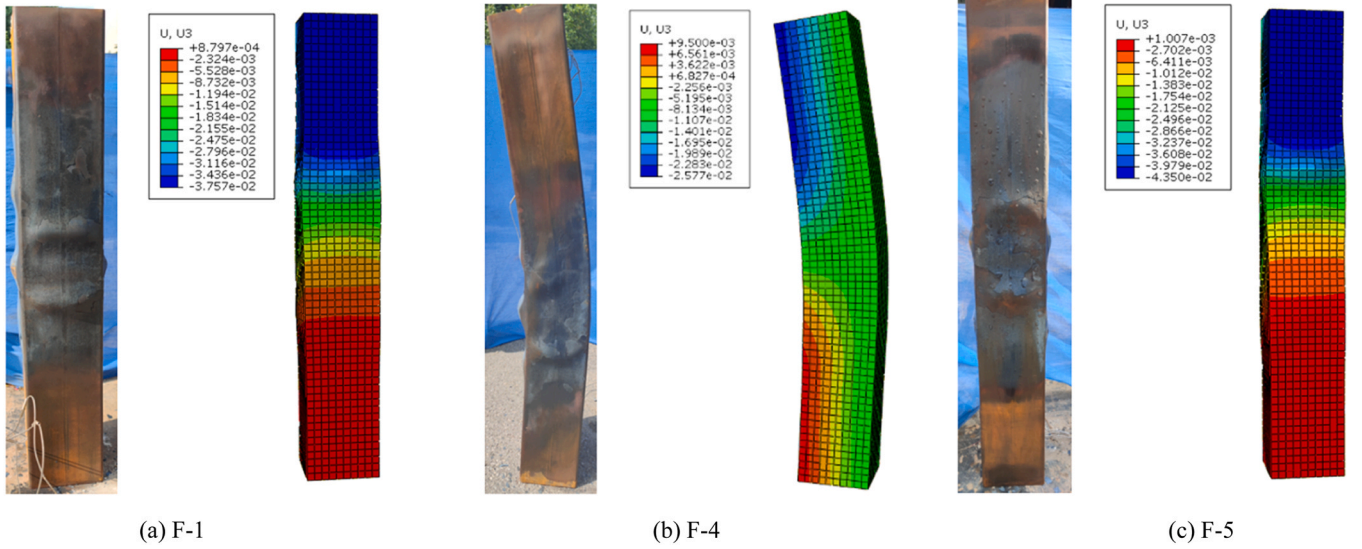 U, U3
+8.797e-04
-2.324e-03
-5.528e-03
-8.732e-03
-1.194e-02
-1.514e-02
-1.834e-02
-2.155e-02
-2.475e-02
-2.796e-02
-3.116e-02
-3.436e-02
-3.757e-02
U, U3
+9.500e-03
+6.561e-03
+3.622e-03
+6.827e-04
-2.256e-03
-5.195e-03
-8.134e-03
-1.107e-02
-1.401e-02
-1.695e-02
-1.989e-02
-2.283e-02
-2.577e-02
U, U3
+1.007e-03
-2.702e-03
-6.411e-03
-1.012e-02
-1.383e-02
-1.754e-02
-2.125e-02
-2.496e-02
-2.866e-02
-3.237e-02
-3.608e-02
-3.979e-02
-4.350e-02
(a) F-1
(b) F-4
(c) F-5